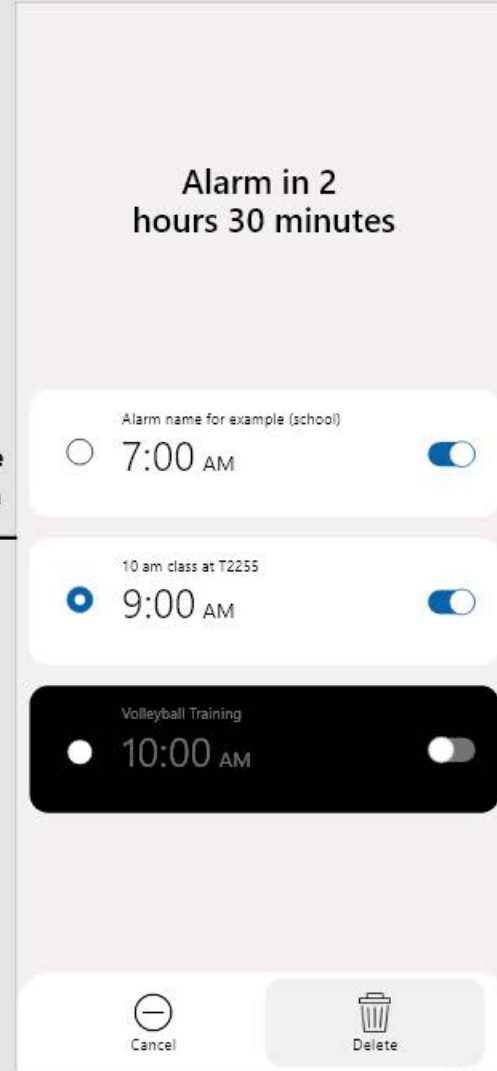 Alarm in 2
hours 30 minutes
Alarm name for example (school)
7:00 AM
10 am class at T2255
9:00 AM
Volleyball Training
10:00 AM
Cancel
Delete